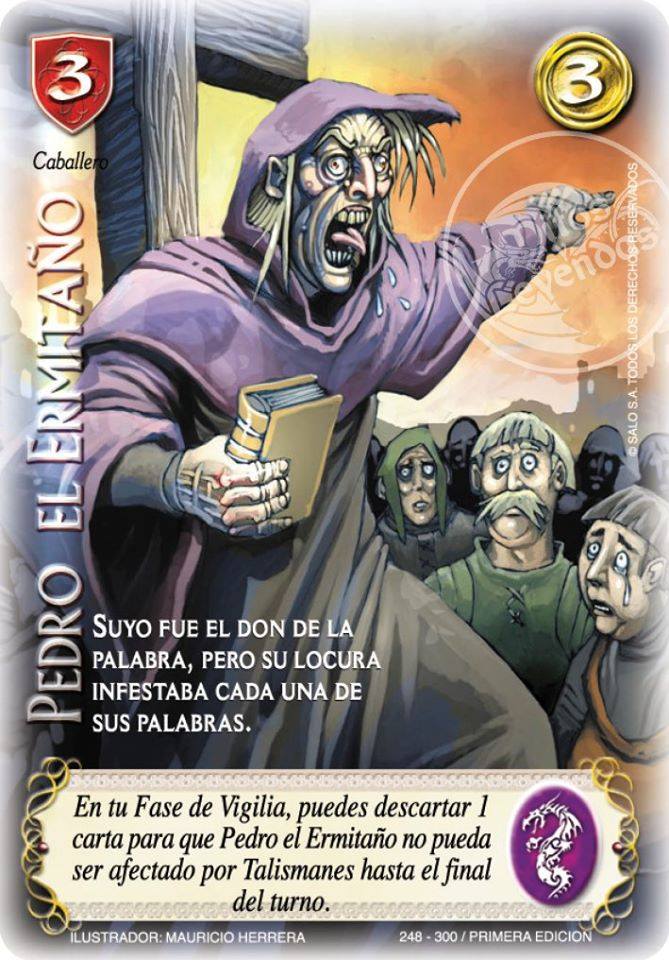 3
3
Caballero
PEDRO EL ERMITAÑO
mitos
leyendas
© SALO S.A. TODOS LOS DERECHOS RESERVADOS
SUYO FUE EL DON DE LA
PALABRA, PERO SU LOCURA
INFESTABA CADA UNA DE
SUS PALABRAS.
En tu Fase de Vigilia, puedes descartar 1
carta para que Pedro el Ermitaño no pueda
ser afectado por Talismanes hasta el final
del turno.
ILUSTRADOR: MAURICIO HERRERA
248 - 300 / PRIMERA EDICION